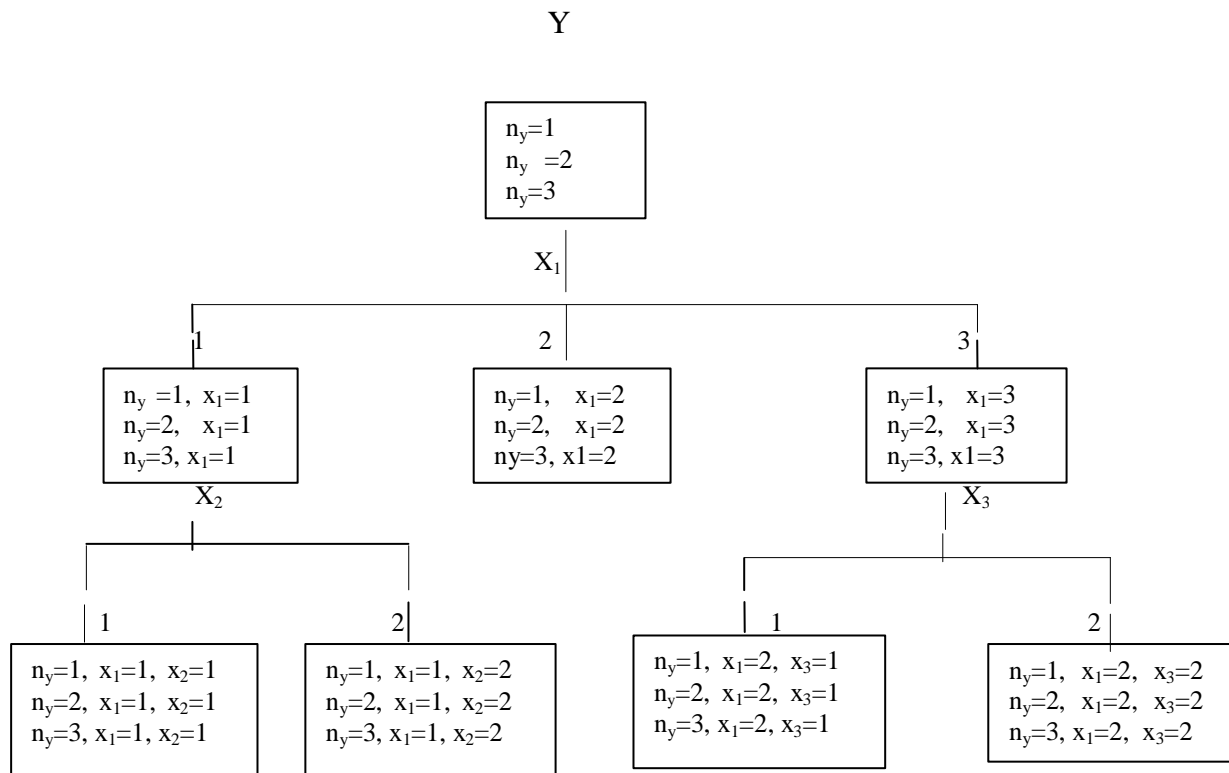 Y
n_y=1
n_y =2
n_y=3
X_1
1
2
3
n_y =1, x_1=1
n_y=2, x_1=1
n_y=3, x_1=1
n_y=1, x_1=2
n_y=2, x_1=2
ny=3, x1=2
n_y=1, x_1=3
n_y=2, x_1=3
n_y=3, x1=3
X_2
X_3
1
2
1
2
n_y=1, x_1=1, x_2=1
n_y=2, x_1=1, x_2=1
n_y=3, x_1=1, x_2=1
n_y=1, x_1=1, x_2=2
n_y=2, x_1=1, x_2=2
n_y=3, x_1=1, x_2=2
n_y=1, x_1=2, x_3=1
n_y=2, x_1=2, x_3=1
n_y=3, x_1=2, x_3=1
n_y=1, x_1=2, x_3=2
n_y=2, x_1=2, x_3=2
n_y=3, x_1=2, x_3=2